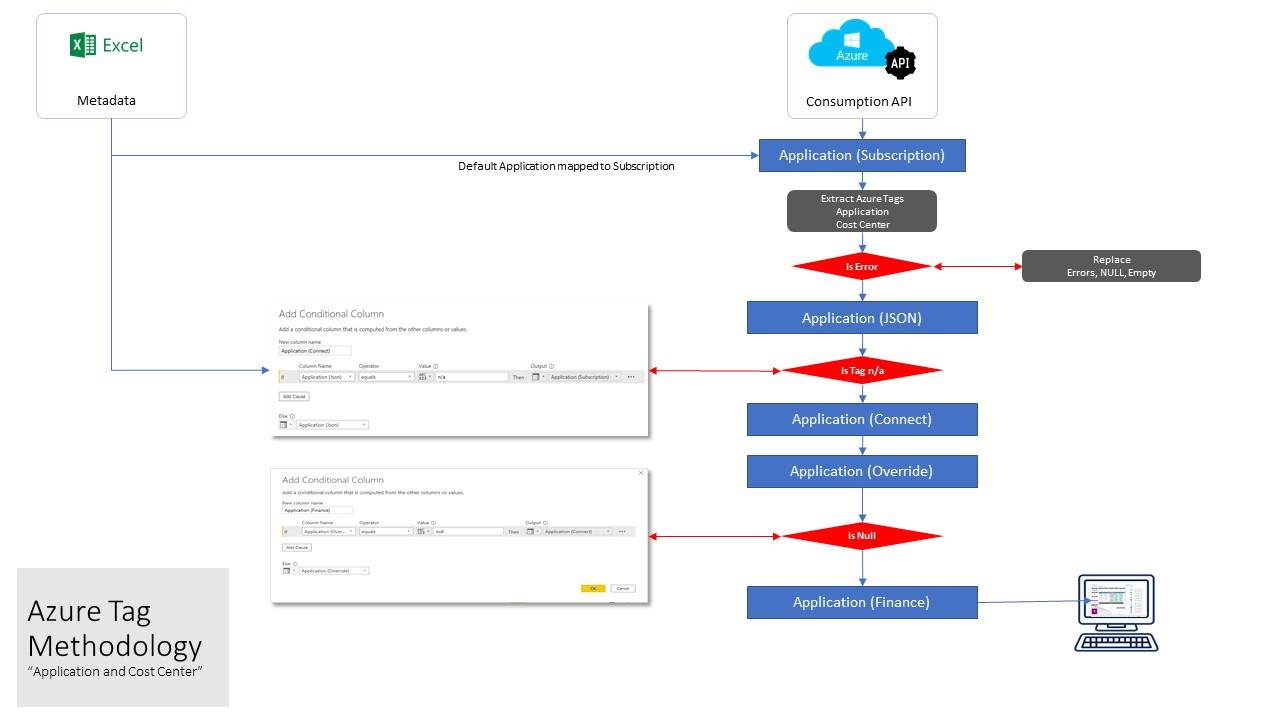 Excel
Metadata
Azure
API
Consumption API
Application (Subscription)
Default Application mapped to Subscription
Extract Azure Tags
Application
Cost Center
Is Error
Replace
Errors, NULL, Empty
Application (JSON)
Add Conditional Column
Add a conditional column that is computed from the other columns or values.
New column name
Application (Connect)
Column Name Operator Value Output
If Application (Json) equals ABC 123 n/a Then Application (Subscription) ...
Add Clause
Else
Application (Json)
Is Tag n/a
Application (Connect)
Application (Override)
Add Conditional Column
Add a conditional column that is computed from the other columns or values.
New column name
Application (Finance)
Column Name Operator Value Output
If Application (Over... equals ABC 123 null Then Application (Connect) ...
Add Clause
Else
Application (Override)
OK Cancel
Is Null
Application (Finance)
Azure Tag
Methodology
“Application and Cost Center”